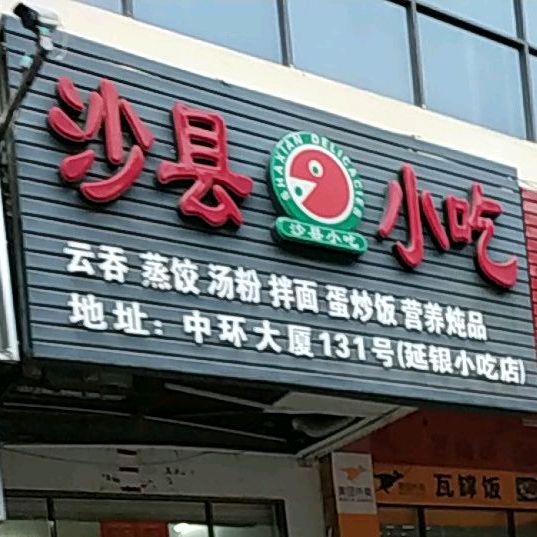 沙县小吃
SHAXIAN DELICACIES
沙县小吃
云吞 蒸饺 汤粉 拌面 蛋炒饭 营养炖品
地址：中环大厦131号(延银小吃店)
瓦罐饭